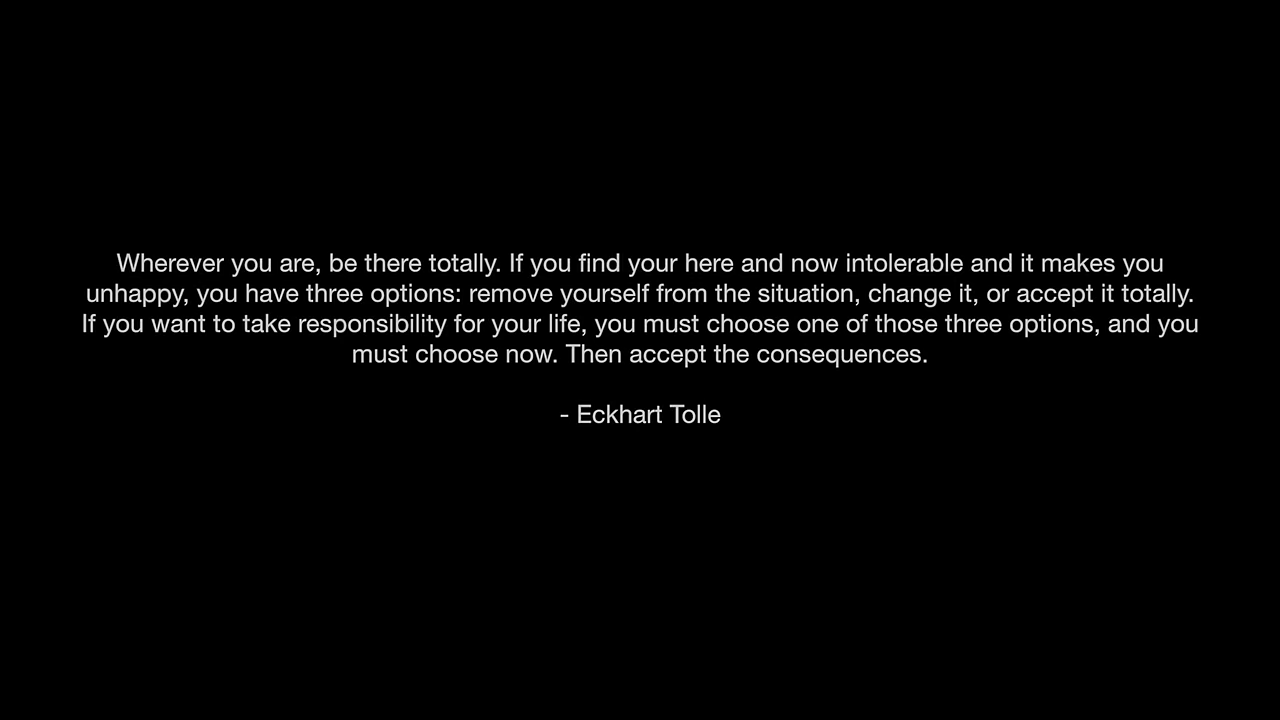 Wherever you are, be there totally. If you find your here and now intolerable and it makes you
unhappy, you have three options: remove yourself from the situation, change it, or accept it totally.
If you want to take responsibility for your life, you must choose one of those three options, and you
must choose now. Then accept the consequences.
- Eckhart Tolle